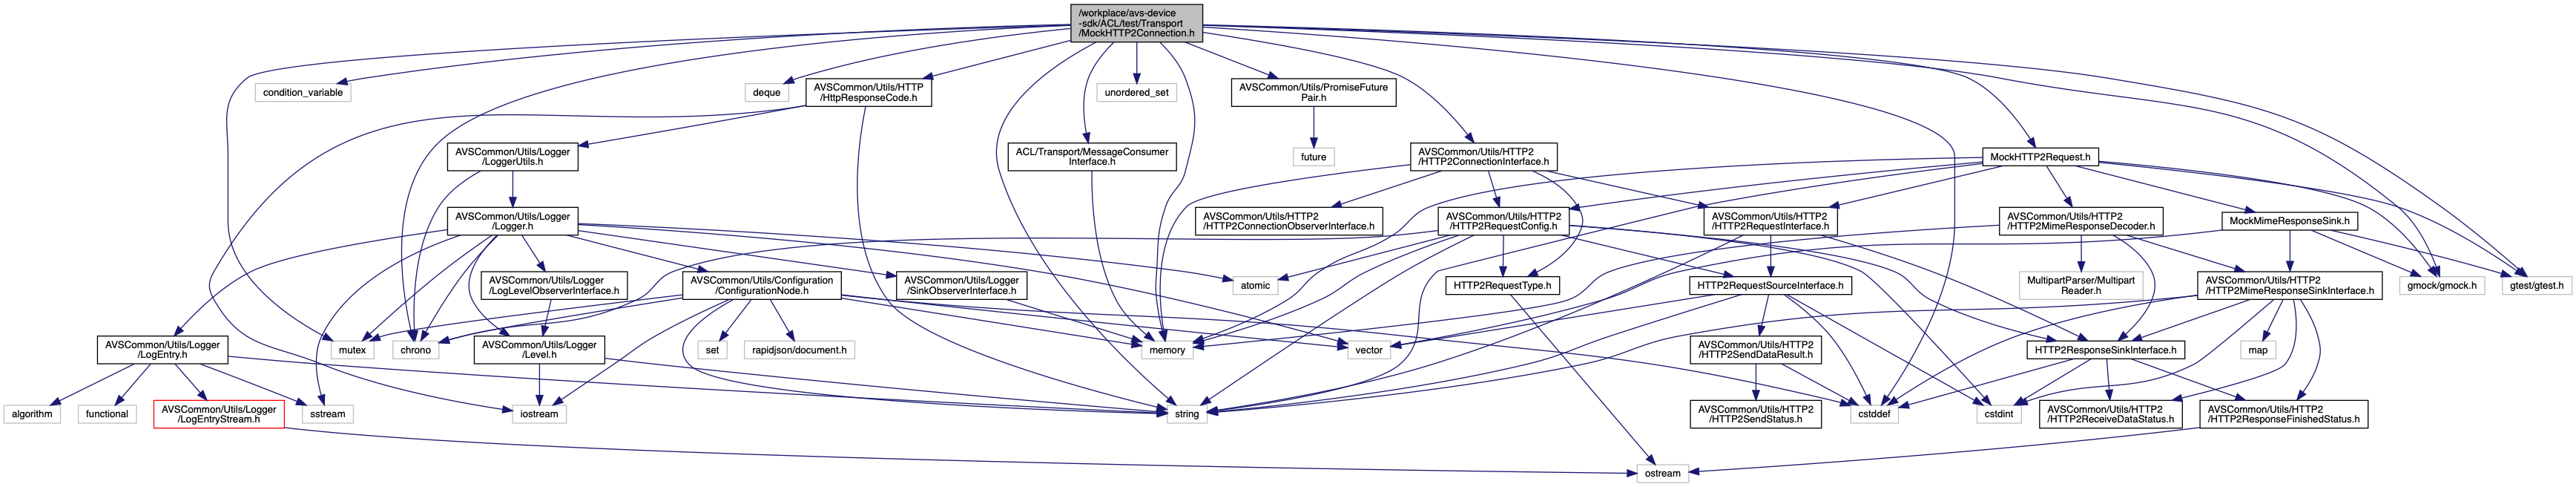 /workplace/avs-device
-sdk/ACL/test/Transport
/MockHTTP2Connection.h
condition_variable
deque
AVSCommon/Utils/HTTP
/HttpResponseCode.h
unordered_set
AVSCommon/Utils/PromiseFuture
Pair.h
AVSCommon/Utils/Logger
/LoggerUtils.h
ACL/Transport/MessageConsumer
Interface.h
future
AVSCommon/Utils/HTTP2
/HTTP2ConnectionInterface.h
MockHTTP2Request.h
AVSCommon/Utils/Logger
/Logger.h
AVSCommon/Utils/HTTP2
/HTTP2ConnectionObserverInterface.h
AVSCommon/Utils/HTTP2
/HTTP2RequestConfig.h
AVSCommon/Utils/HTTP2
/HTTP2RequestInterface.h
AVSCommon/Utils/HTTP2
/HTTP2MimeResponseDecoder.h
MockMimeResponseSink.h
AVSCommon/Utils/Logger
/LogLevelObserverInterface.h
AVSCommon/Utils/Configuration
/ConfigurationNode.h
AVSCommon/Utils/Logger
/SinkObserverInterface.h
atomic
HTTP2RequestType.h
HTTP2RequestSourceInterface.h
MultipartParser/Multipart
Reader.h
AVSCommon/Utils/HTTP2
/HTTP2MimeResponseSinkInterface.h
gmock/gmock.h
gtest/gtest.h
AVSCommon/Utils/Logger
/LogEntry.h
mutex
chrono
AVSCommon/Utils/Logger
/Level.h
set
rapidjson/document.h
memory
vector
AVSCommon/Utils/HTTP2
/HTTP2SendDataResult.h
HTTP2ResponseSinkInterface.h
map
algorithm
functional
AVSCommon/Utils/Logger
/LogEntryStream.h
sstream
iostream
string
AVSCommon/Utils/HTTP2
/HTTP2SendStatus.h
cstddef
cstdint
AVSCommon/Utils/HTTP2
/HTTP2ReceiveDataStatus.h
AVSCommon/Utils/HTTP2
/HTTP2ResponseFinishedStatus.h
ostream